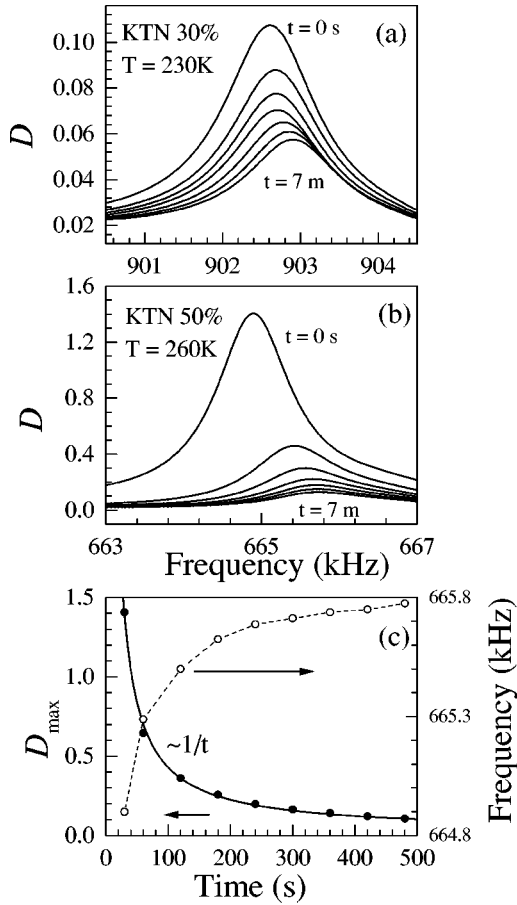 0.10
0.08
0.06
0.04
0.02
D
KTN 30%
T = 230K
t = 0 s
(a)
t = 7 m
901 902 903 904
1.6
1.2
0.8
0.4
0.0
D
KTN 50%
T = 260K
t = 0 s
(b)
t = 7 m
663 665 667
Frequency (kHz)
1.5
1.0
0.5
0.0
Dmax
(c)
~1/t
665.8
665.3
664.8
Frequency (kHz)
0 100 200 300 400 500
Time (s)